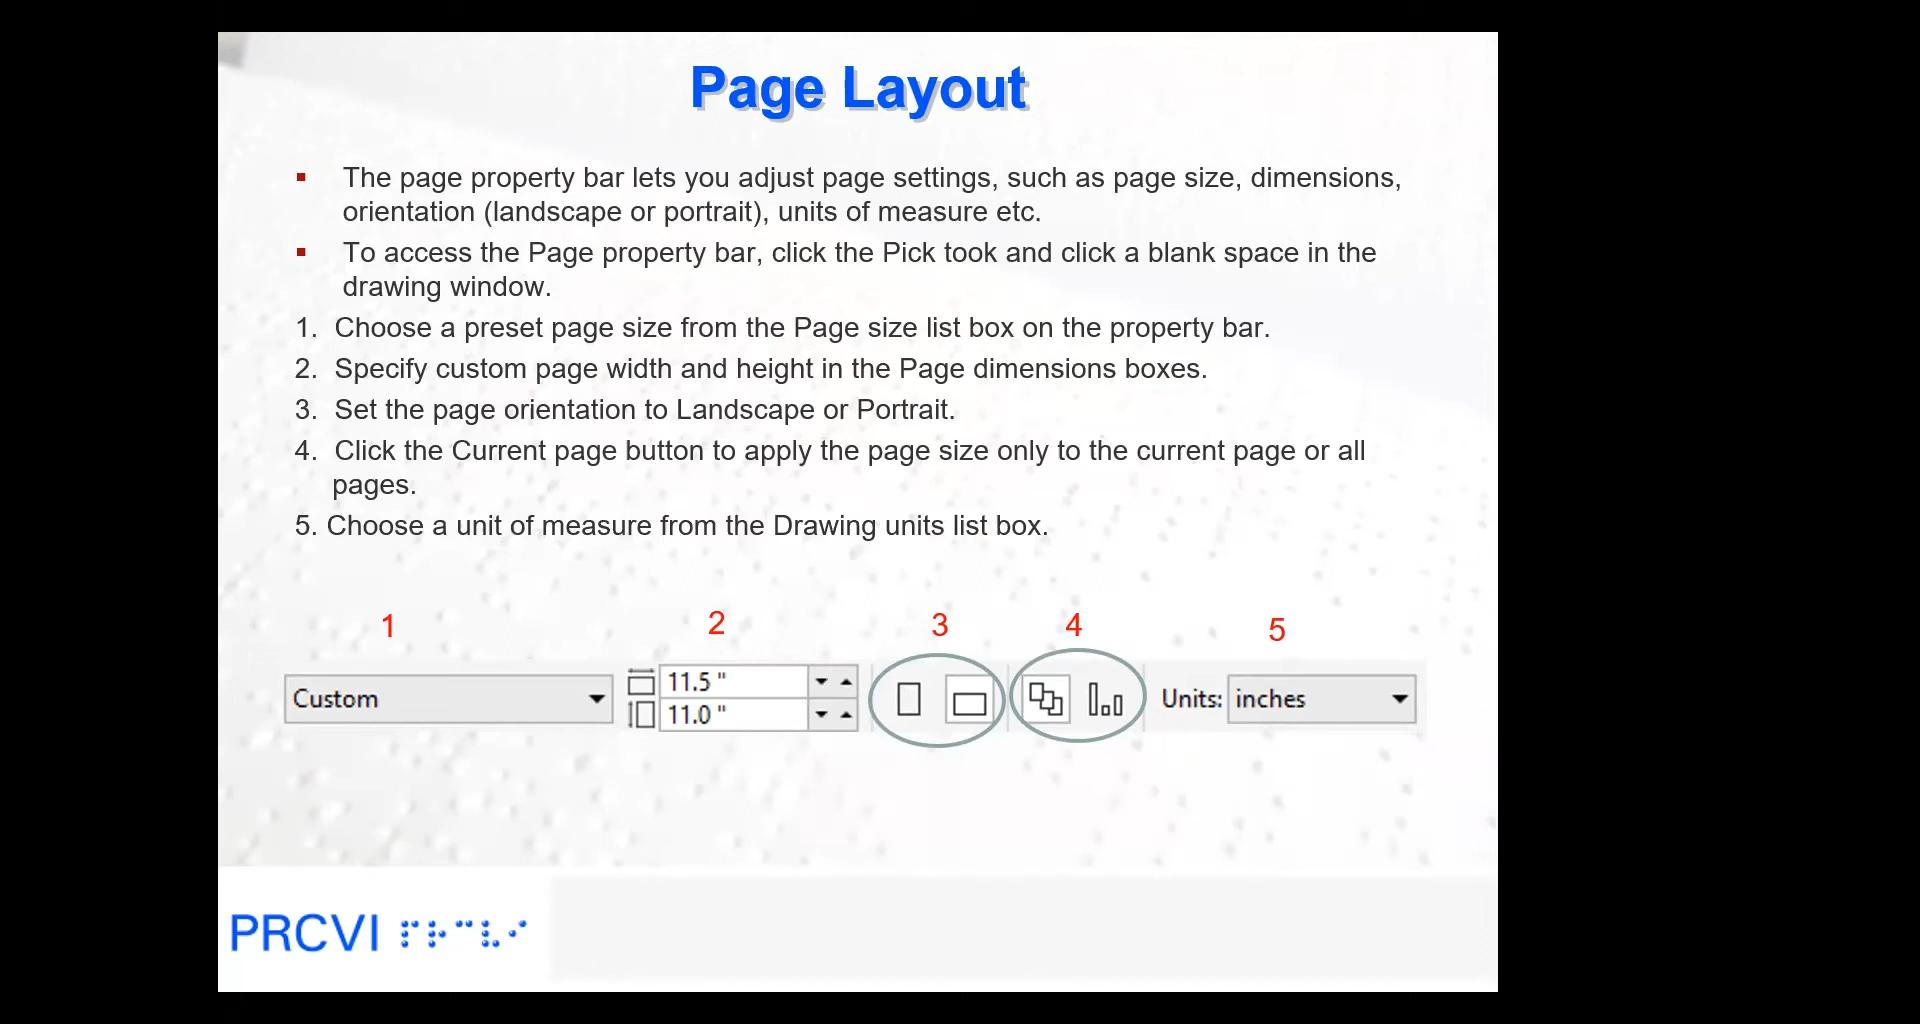 Page Layout
▪ The page property bar lets you adjust page settings, such as page size, dimensions,
orientation (landscape or portrait), units of measure etc.
▪ To access the Page property bar, click the Pick took and click a blank space in the
drawing window.
1. Choose a preset page size from the Page size list box on the property bar.
2. Specify custom page width and height in the Page dimensions boxes.
3. Set the page orientation to Landscape or Portrait.
4. Click the Current page button to apply the page size only to the current page or all
pages.
5. Choose a unit of measure from the Drawing units list box.
1 2 3 4 5
Custom 11.5 " Units: inches
11.0 "
PRCVI ⠏⠗⠉⠧⠊